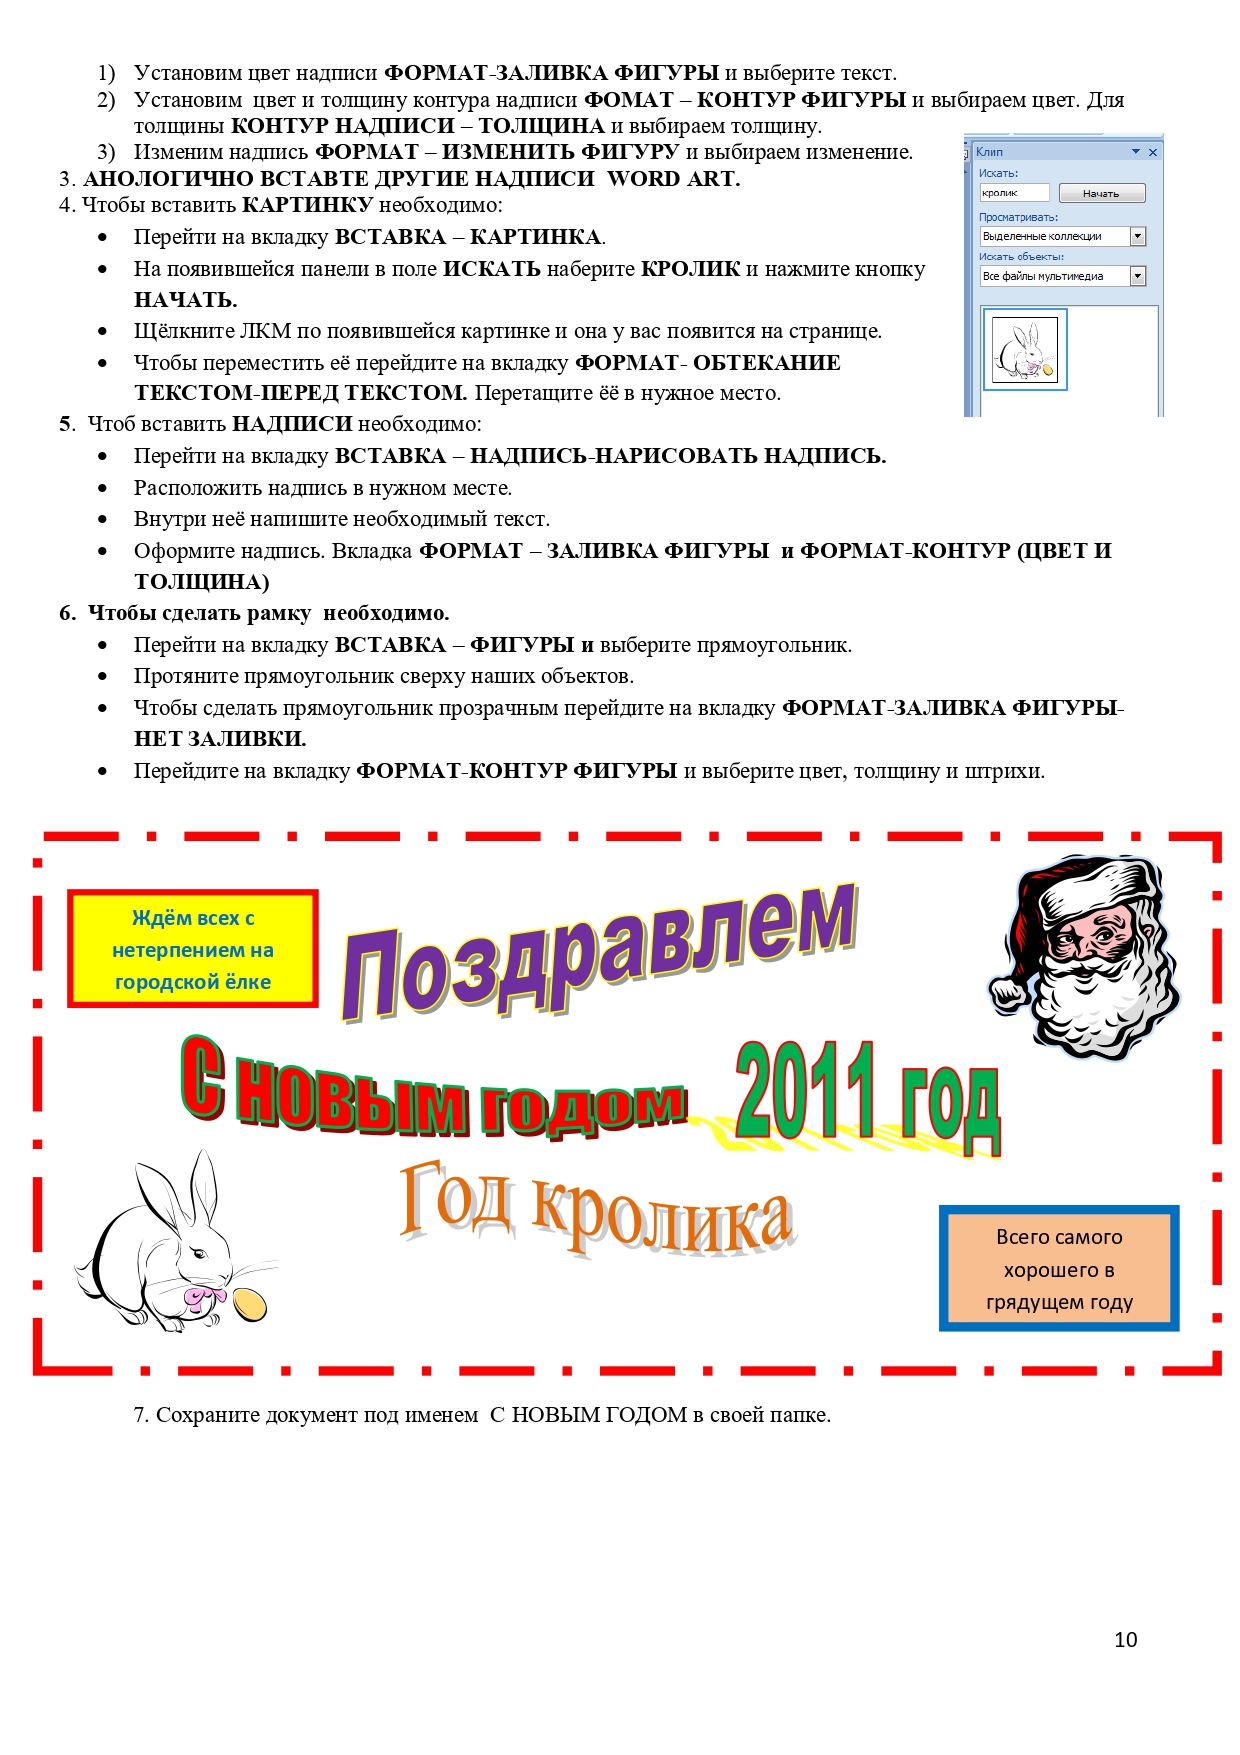 1) Установим цвет надписи ФОРМАТ-ЗАЛИВКА ФИГУРЫ и выберите текст.
2) Установим цвет и толщину контура надписи ФОМАТ – КОНТУР ФИГУРЫ и выбираем цвет. Для
толщины КОНТУР НАДПИСИ – ТОЛЩИНА и выбираем толщину.
3) Изменим надпись ФОРМАТ – ИЗМЕНИТЬ ФИГУРУ и выбираем изменение.
3. АНОЛОГИЧНО ВСТАВТЕ ДРУГИЕ НАДПИСИ WORD ART.
4. Чтобы вставить КАРТИНКУ необходимо:
• Перейти на вкладку ВСТАВКА – КАРТИНКА.
• На появившейся панели в поле ИСКАТЬ наберите КРОЛИК и нажмите кнопку
НАЧАТЬ.
• Щёлкните ЛКМ по появившейся картинке и она у вас появится на странице.
• Чтобы переместить её перейдите на вкладку ФОРМАТ- ОБТЕКАНИЕ
ТЕКСТОМ-ПЕРЕД ТЕКСТОМ. Перетащите ёё в нужное место.
Клип
Искать:
кролик
Начать
Просматривать:
Выделенные коллекции
Искать объекты:
Все файлы мультимедиа
5. Чтоб вставить НАДПИСИ необходимо:
• Перейти на вкладку ВСТАВКА – НАДПИСЬ-НАРИСОВАТЬ НАДПИСЬ.
• Расположить надпись в нужном месте.
• Внутри неё напишите необходимый текст.
• Оформите надпись. Вкладка ФОРМАТ – ЗАЛИВКА ФИГУРЫ и ФОРМАТ-КОНТУР (ЦВЕТ И
ТОЛЩИНА)
6. Чтобы сделать рамку необходимо.
• Перейти на вкладку ВСТАВКА – ФИГУРЫ и выберите прямоугольник.
• Протяните прямоугольник сверху наших объектов.
• Чтобы сделать прямоугольник прозрачным перейдите на вкладку ФОРМАТ-ЗАЛИВКА ФИГУРЫ-
НЕТ ЗАЛИВКИ.
• Перейдите на вкладку ФОРМАТ-КОНТУР ФИГУРЫ и выберите цвет, толщину и штрихи.
Ждём всех с
нетерпением на
городской ёлке
Поздравлем
С новым годом 2011 год
Год кролика
Всего самого
хорошего в
грядущем году
7. Сохраните документ под именем С НОВЫМ ГОДОМ в своей папке.
10